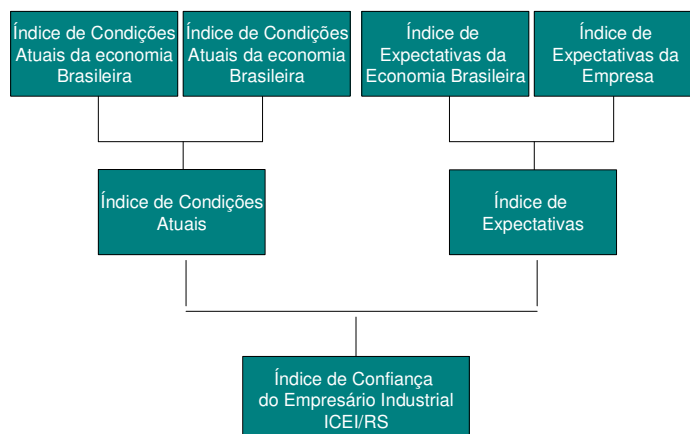 Índice de Condições
Atuais da economia
Brasileira
Índice de Condições
Atuais da economia
Brasileira
Índice de
Expectativas da
Economia Brasileira
Índice de
Expectativas da
Empresa
Índice de Condições
Atuais
Índice de
Expectativas
Índice de Confiança
do Empresário Industrial
ICEI/RS